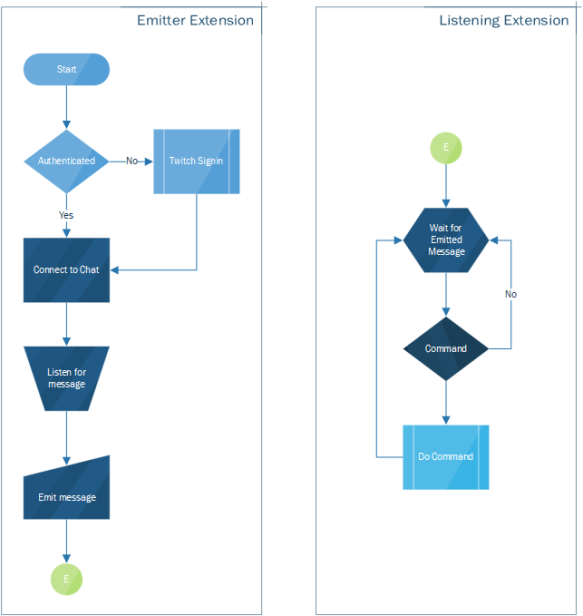 Emitter Extension
Start
Authenticated
No
Twitch Signin
Yes
Connect to Chat
Listen for
message
Emit message
E
Listening Extension
E
Wait for
Emitted
Message
No
Command
Do Command